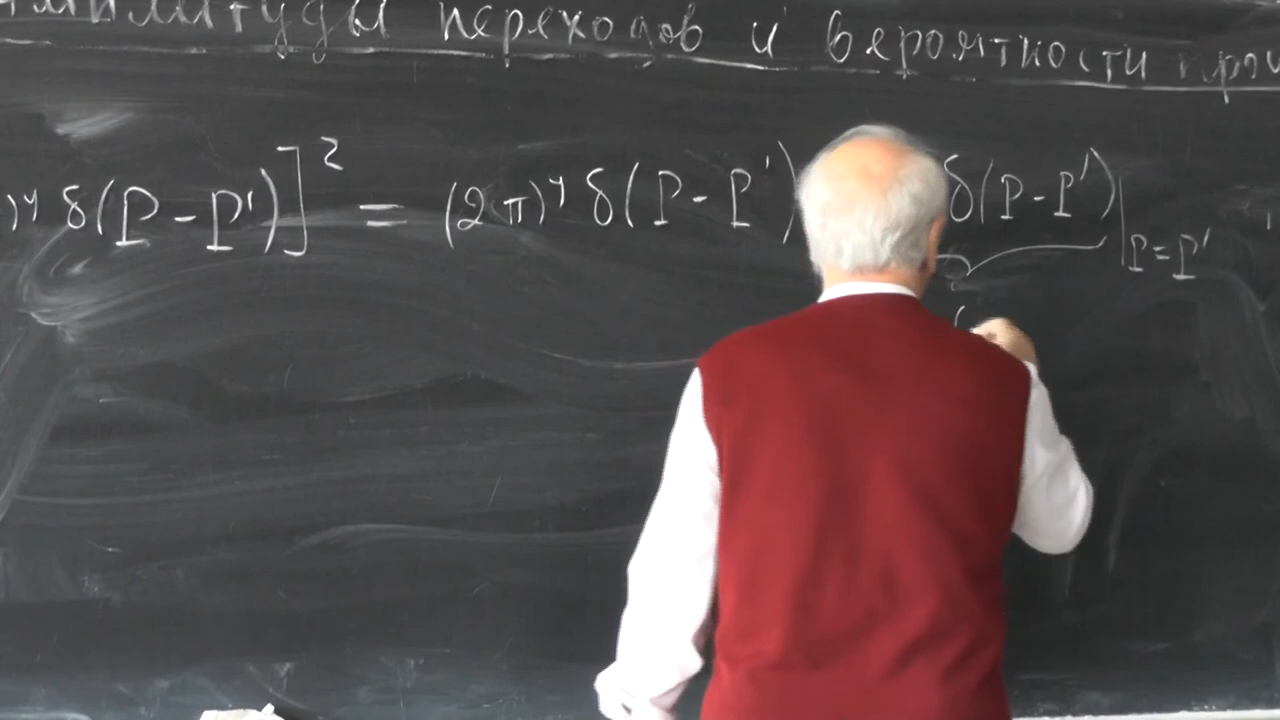 амплитуды переходов и вероятности
)⁴ δ(P-P')]² = (2π)⁴ δ(P-P') δ(P-P')|P=P'
(